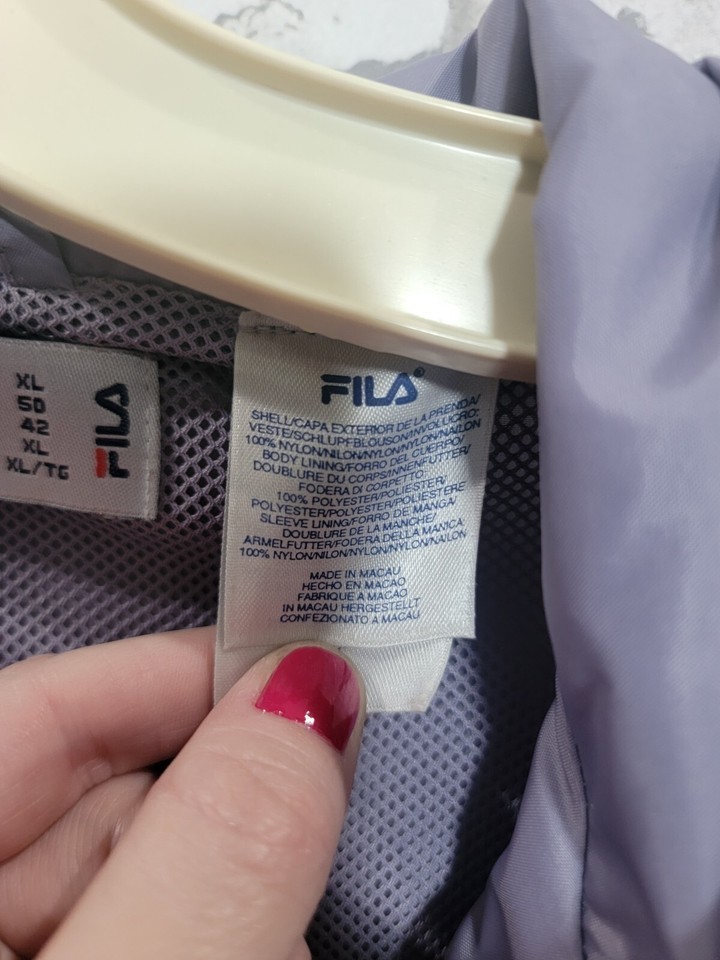 XL
50
42
XL
XL/TG
FILA
FILA®
SHELL/CAPA EXTERIOR DE LA PRENDA/
VESTE/SCHLUPFBLOUSON/INVOLUCRO:
100% NYLON/NILON/NYLON/NYLON/NAILON
BODY LINING/FORRO DEL CUERPO/
DOUBLURE DU CORPS/INNENFUTTER/
FODERA DI CORPETTO:
100% POLYESTER/POLIESTER/
POLYESTER/POLYESTER/POLIESTERE
SLEEVE LINING/FORRO DE MANGA/
DOUBLURE DE LA MANCHE/
ARMELFUTTER/FODERA DELLA MANICA:
100% NYLON/NILON/NYLON/NYLON/NAILON
MADE IN MACAU
HECHO EN MACAO
FABRIQUE A MACAO
IN MACAU HERGESTELLT
CONFEZIONATO A MACAU